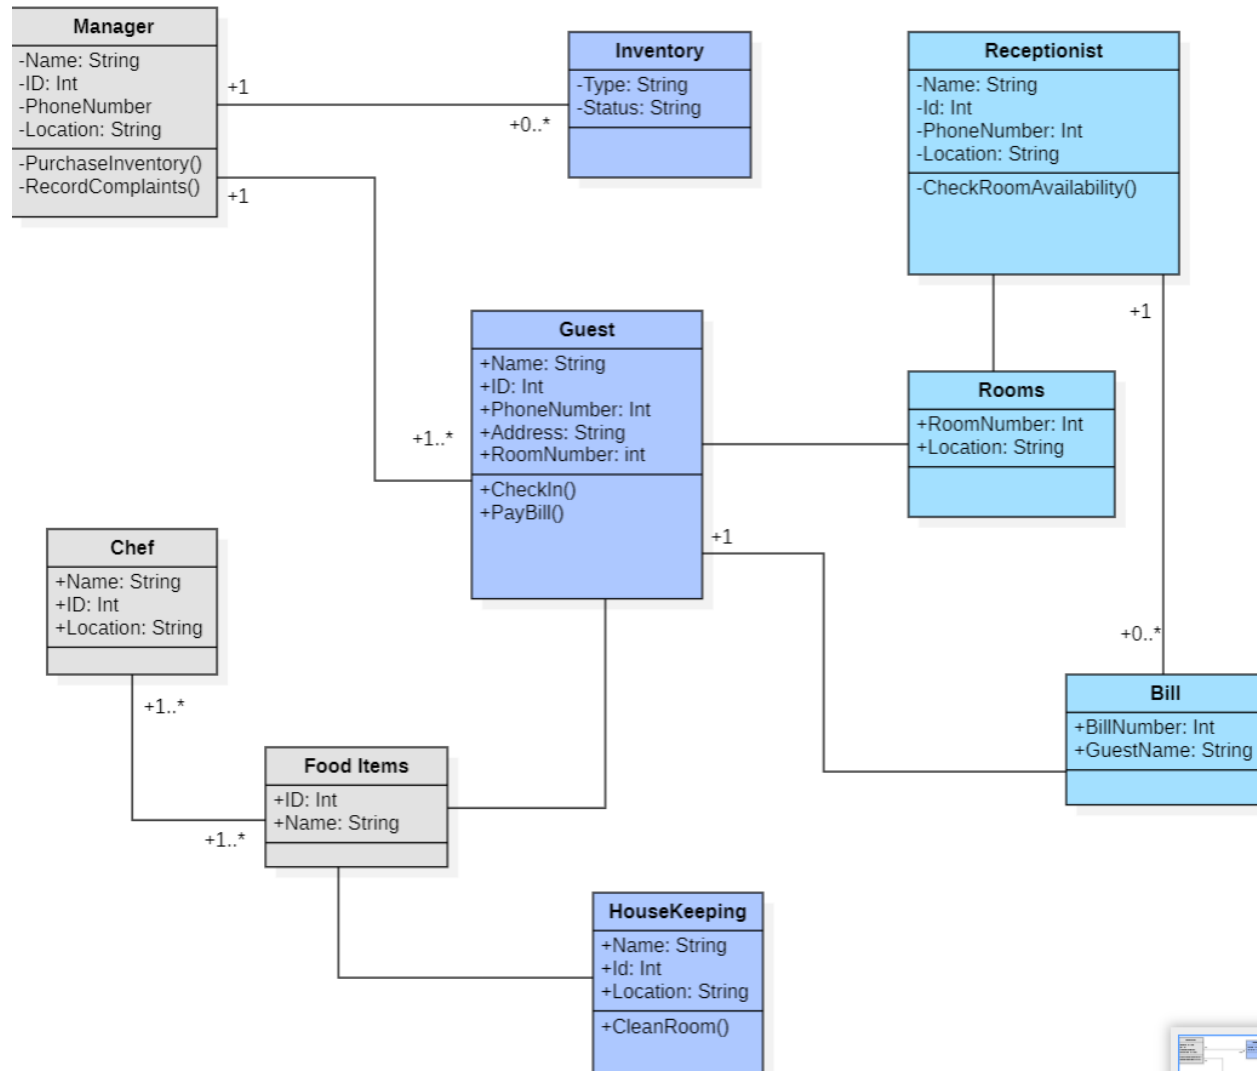 Manager
-Name: String
-ID: Int
-PhoneNumber
-Location: String
-PurchaseInventory()
-RecordComplaints()
+1
+0..*
+1
Inventory
-Type: String
-Status: String
Receptionist
-Name: String
-Id: Int
-PhoneNumber: Int
-Location: String
-CheckRoomAvailability()
+1
+0..*
Guest
+Name: String
+ID: Int
+PhoneNumber: Int
+Address: String
+RoomNumber: int
+CheckIn()
+PayBill()
+1..*
+1
Rooms
+RoomNumber: Int
+Location: String
Chef
+Name: String
+ID: Int
+Location: String
+1..*
+1..*
Bill
+BillNumber: Int
+GuestName: String
Food Items
+ID: Int
+Name: String
HouseKeeping
+Name: String
+Id: Int
+Location: String
+CleanRoom()